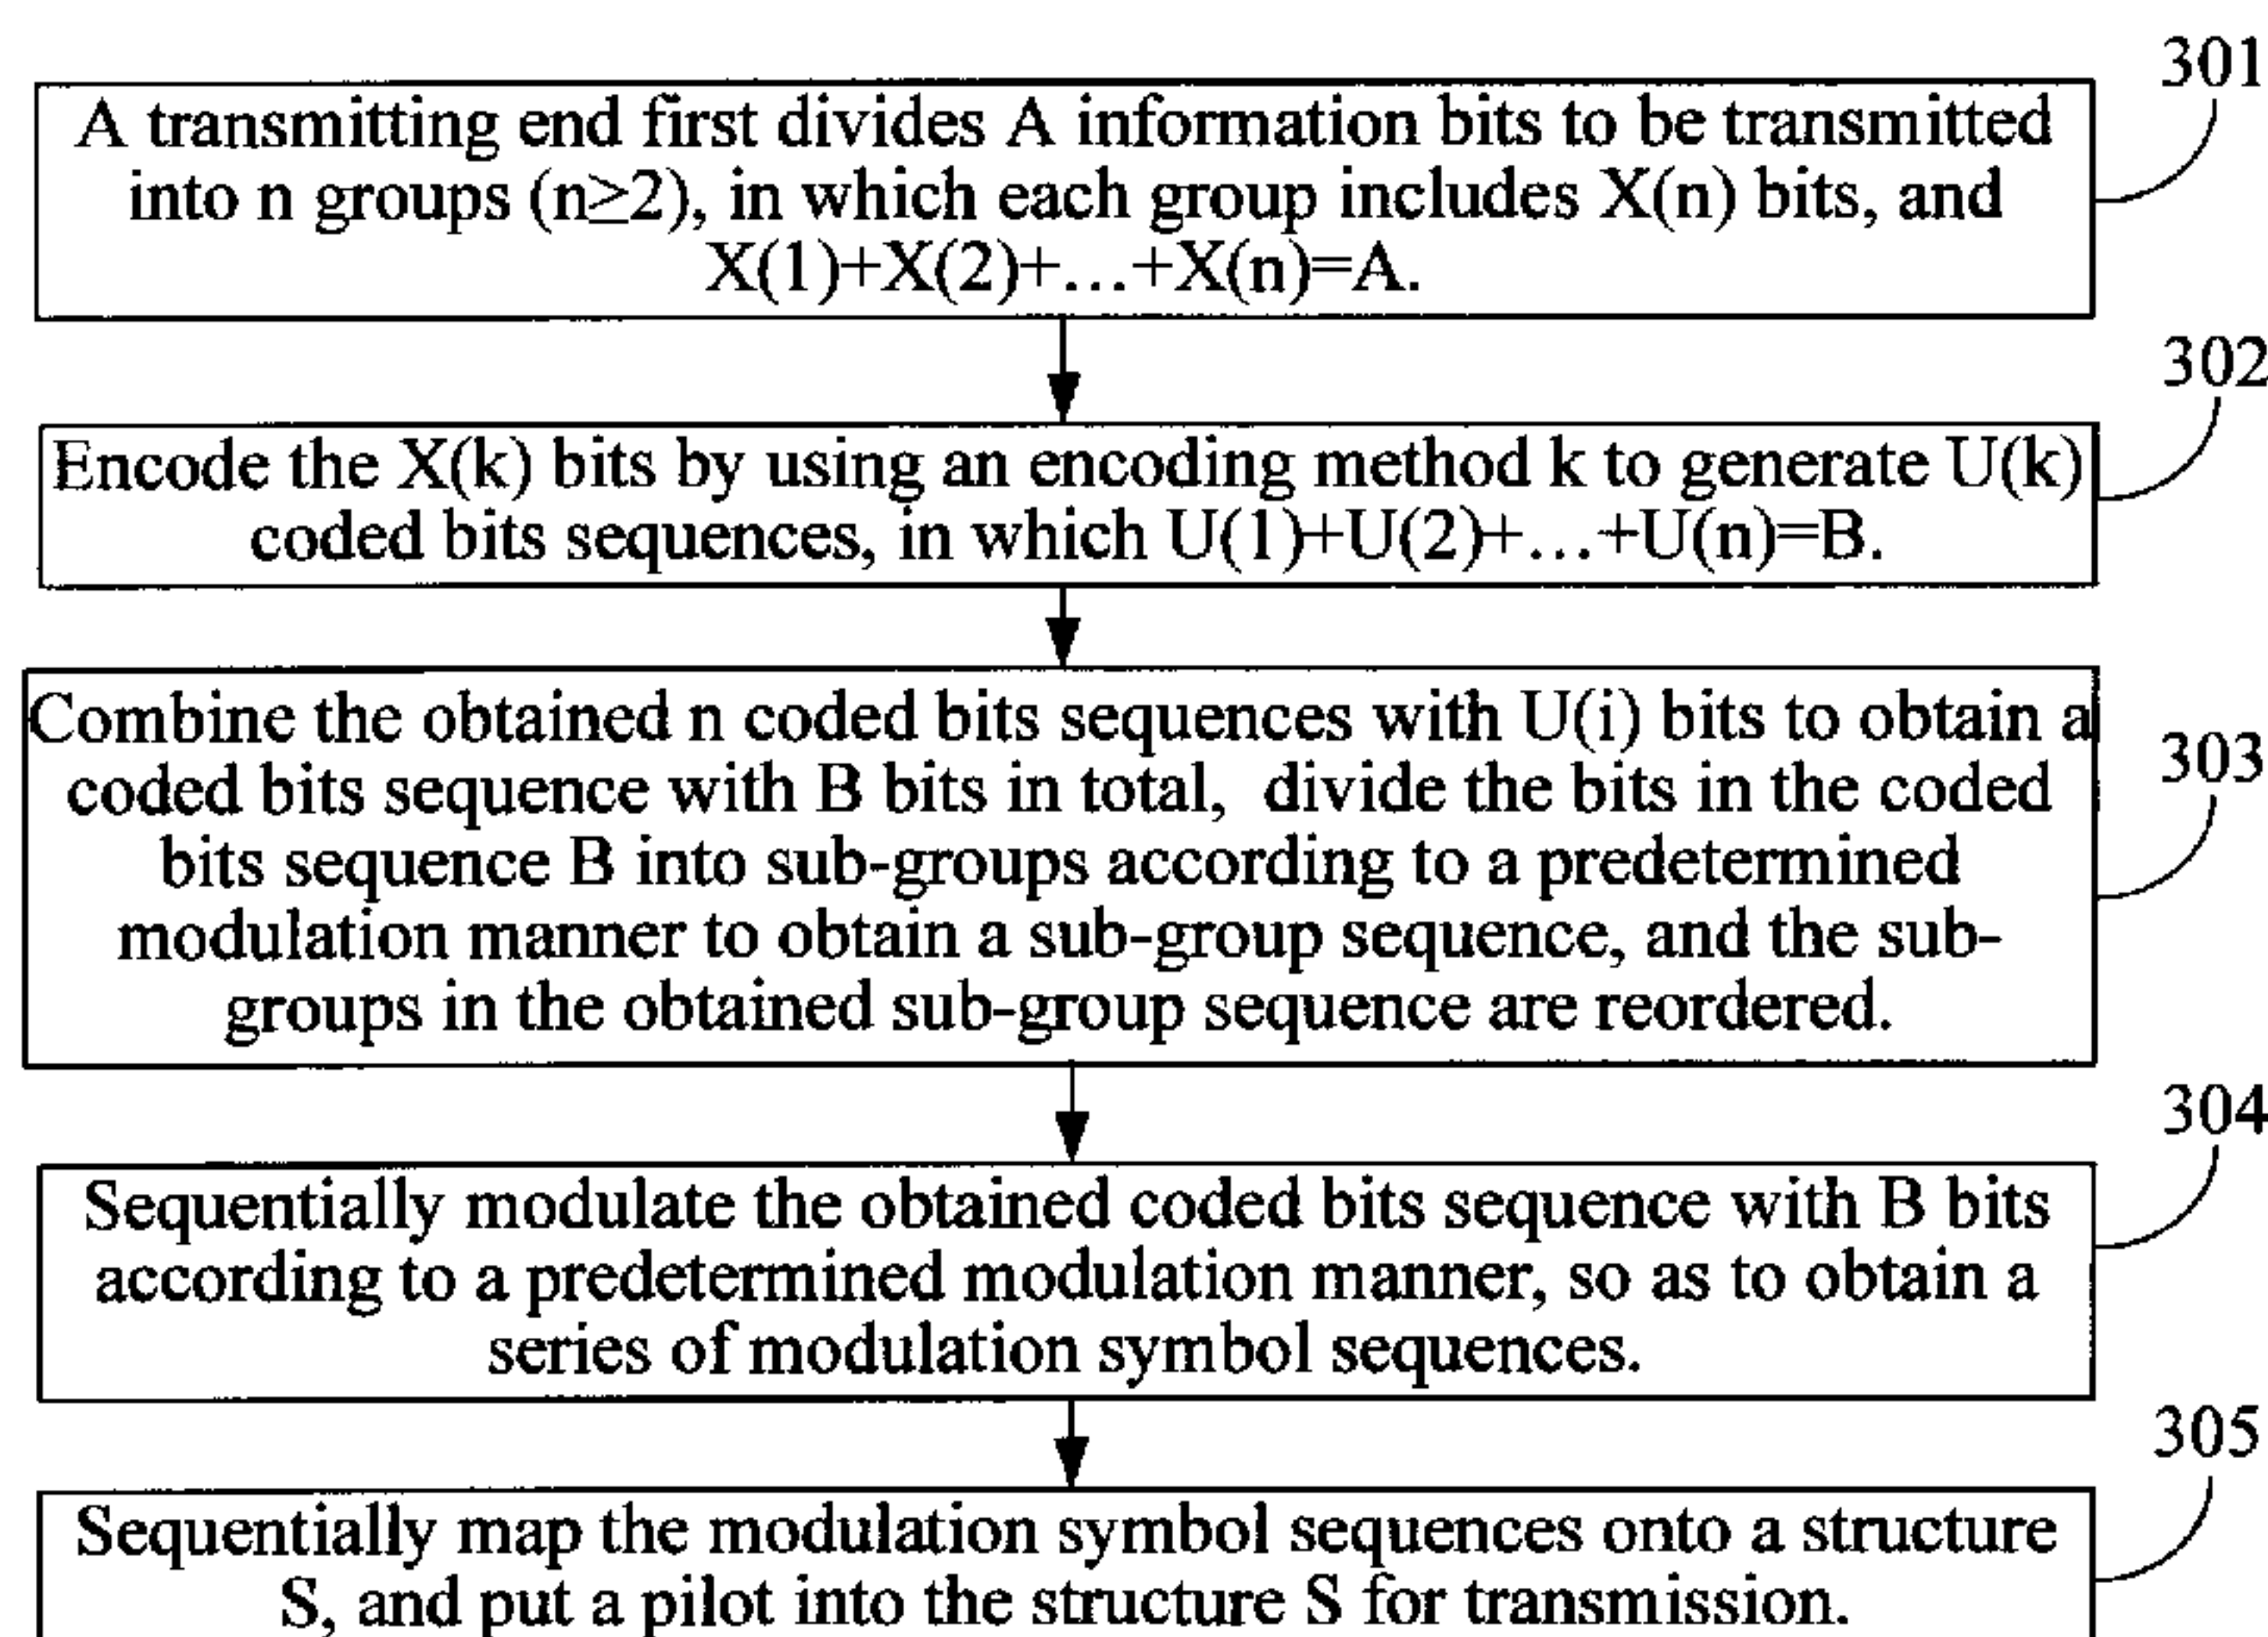 301
A transmitting end first divides A information bits to be transmitted
into n groups (n≥2), in which each group includes X(n) bits, and
X(1)+X(2)+...+X(n)=A.
302
Encode the X(k) bits by using an encoding method k to generate U(k)
coded bits sequences, in which U(1)+U(2)+...+U(n)=B.
Combine the obtained n coded bits sequences with U(i) bits to obtain a
303
coded bits sequence with B bits in total, divide the bits in the coded
bits sequence B into sub-groups according to a predetermined
modulation manner to obtain a sub-group sequence, and the sub-
groups in the obtained sub-group sequence are reordered.
304
Sequentially modulate the obtained coded bits sequence with B bits
according to a predetermined modulation manner, so as to obtain a
series of modulation symbol sequences.
305
Sequentially map the modulation symbol sequences onto a structure
S, and put a pilot into the structure S for transmission.